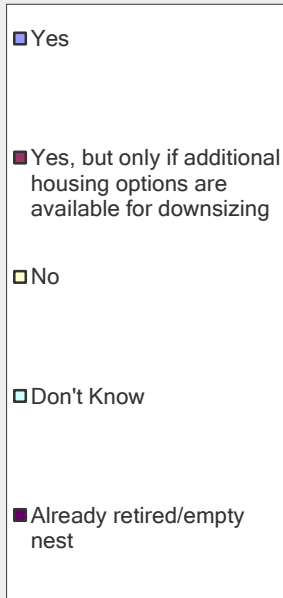 Yes
Yes, but only if additional
housing options are
available for downsizing
No
Don't Know
Already retired/empty
nest